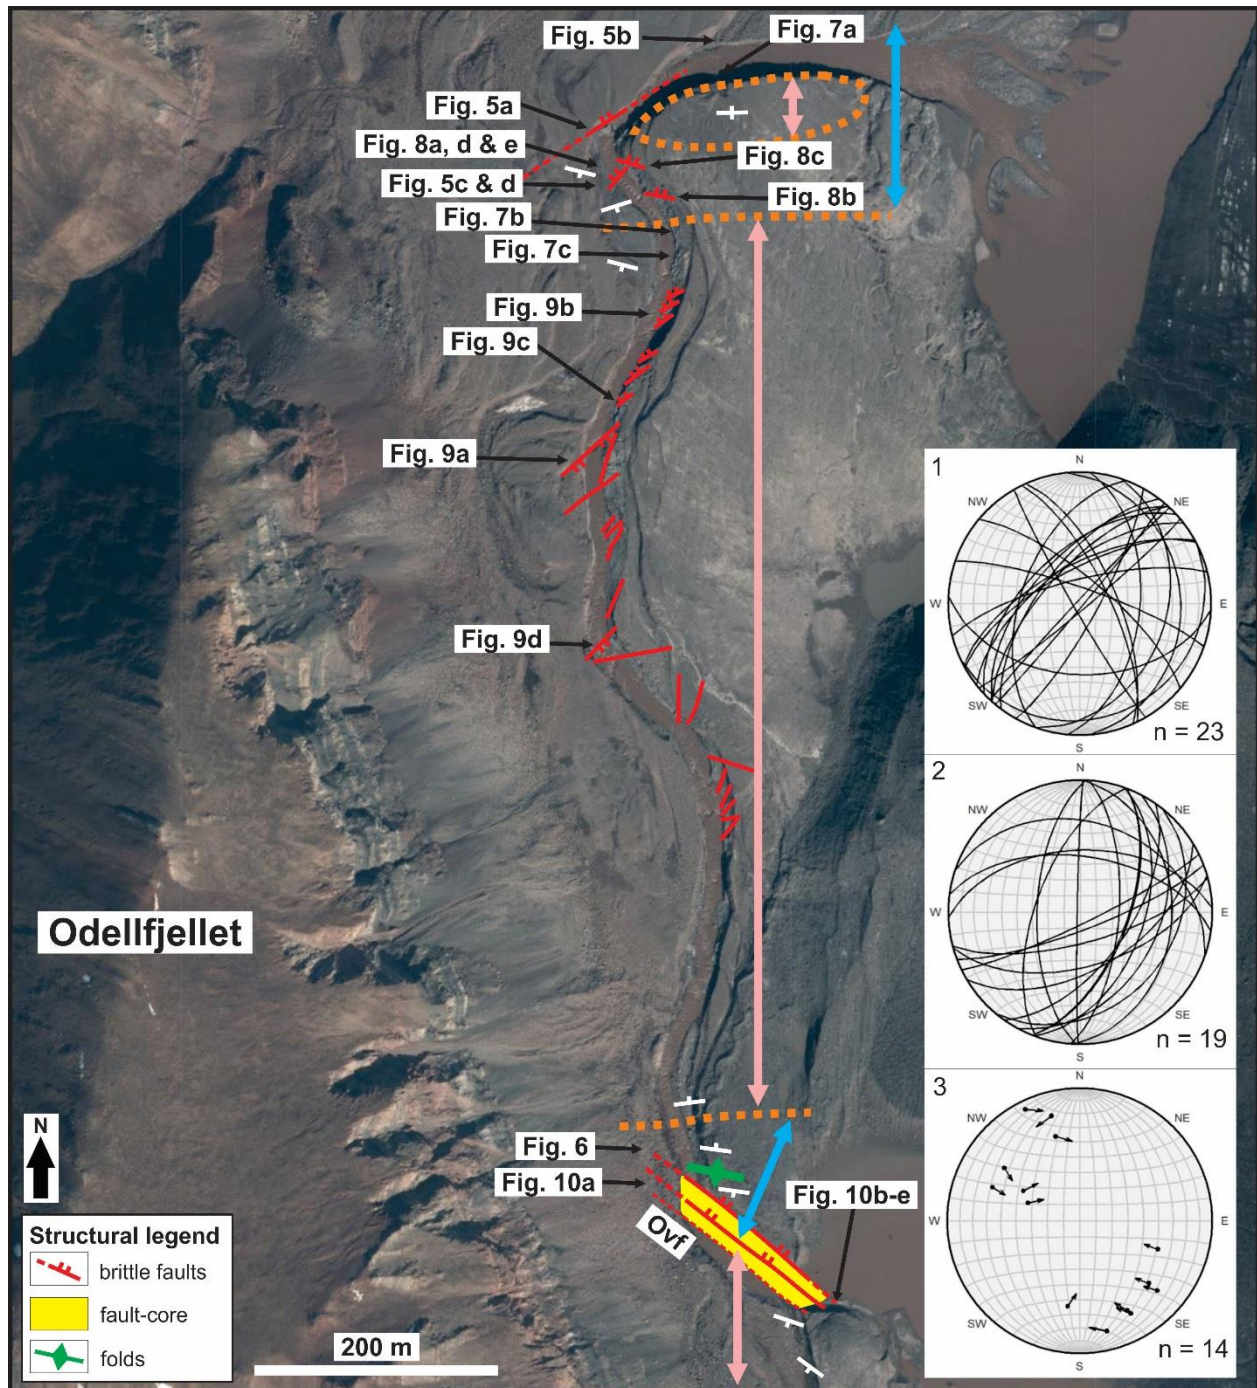 Fig. 5b
Fig. 7a
Fig. 5a
Fig. 8a, d & e
Fig. 8c
Fig. 5c & d
Fig. 8b
Fig. 7b
Fig. 7c
Fig. 9b
Fig. 9c
Fig. 9a
Fig. 9d
Odellfjellet
Fig. 6
Fig. 10a
Fig. 10b-e
Ovf
N
Structural legend
brittle faults
fault-core
folds
200 m
1
N
NW
NE
W
E
SW
SE
S
n = 23
2
N
NW
NE
W
E
SW
SE
S
n = 19
3
N
NW
NE
W
E
SW
SE
S
n = 14